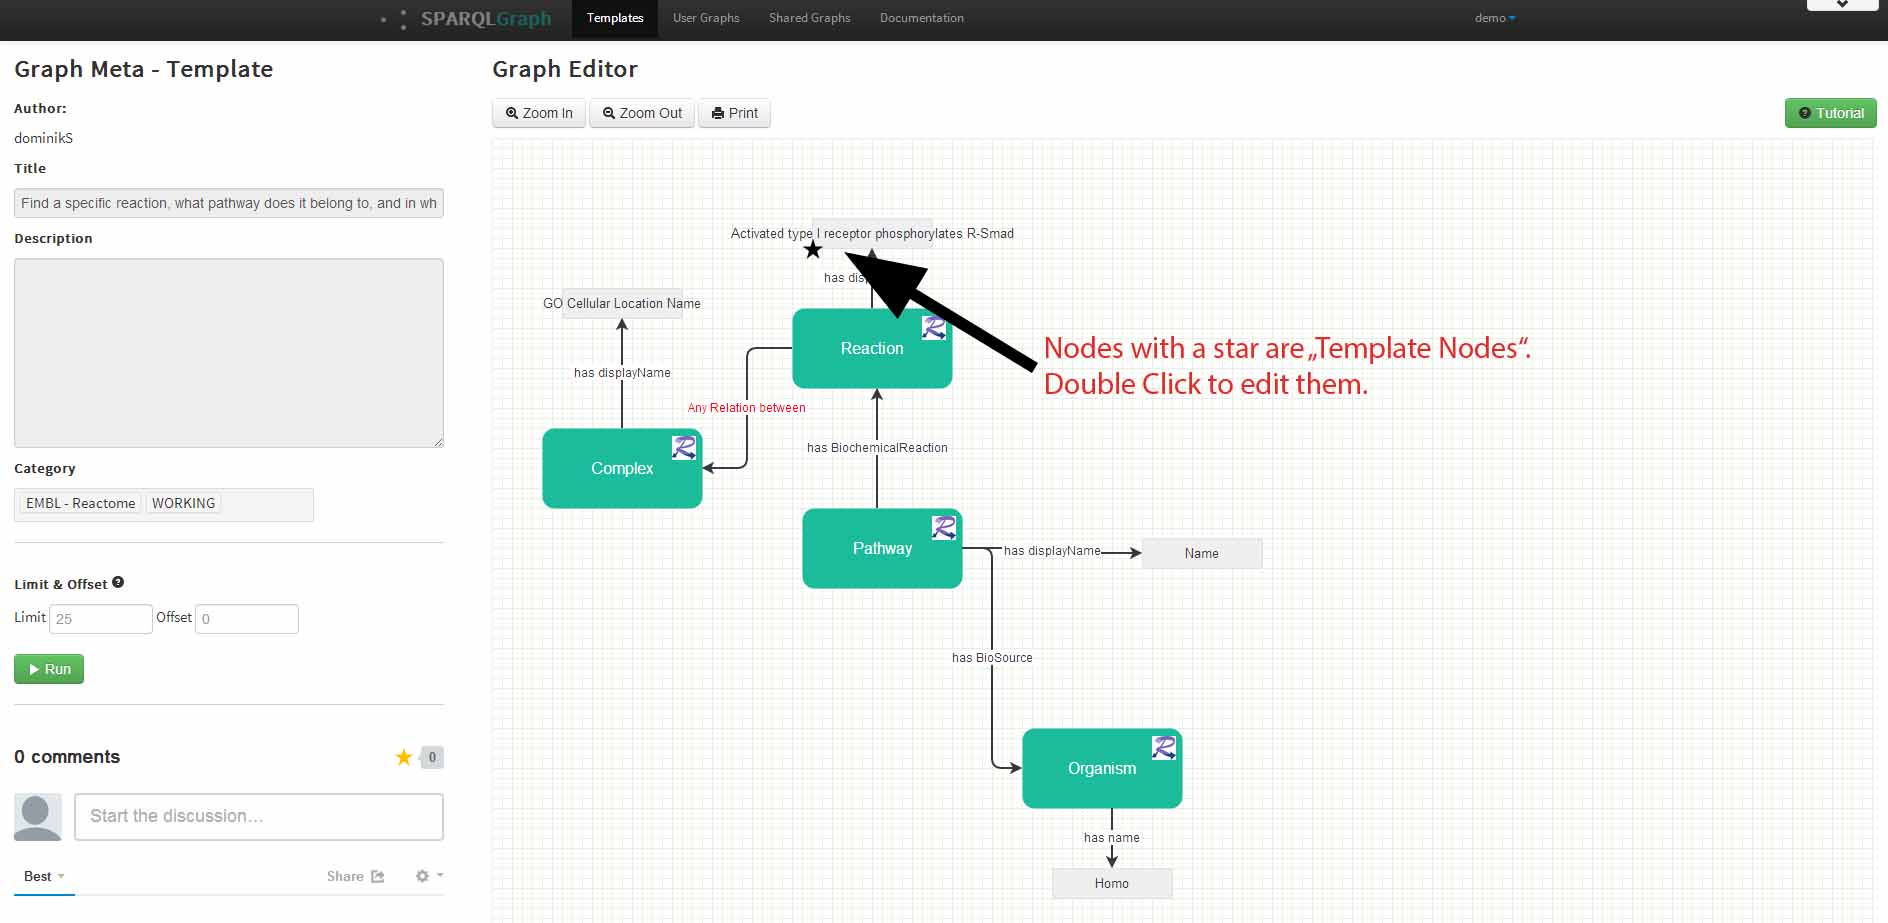 SPARQLGraph Templates User Graphs Shared Graphs Documentation demo
Graph Meta - Template
Author:
dominikS
Title
Find a specific reaction, what pathway does it belong to, and in wh
Description
Category
EMBL - Reactome WORKING
Limit & Offset
Limit 25 Offset 0
Run
0 comments 0
Start the discussion...
Best Share
Graph Editor
Zoom In Zoom Out Print Tutorial
Activated type I receptor phosphorylates R-Smad
has disp
GO Cellular Location Name
Reaction
Nodes with a star are „Template Nodes“.
Double Click to edit them.
has displayName
Any Relation between
has BiochemicalReaction
Complex
Pathway
has displayName
Name
has BioSource
Organism
has name
Homo